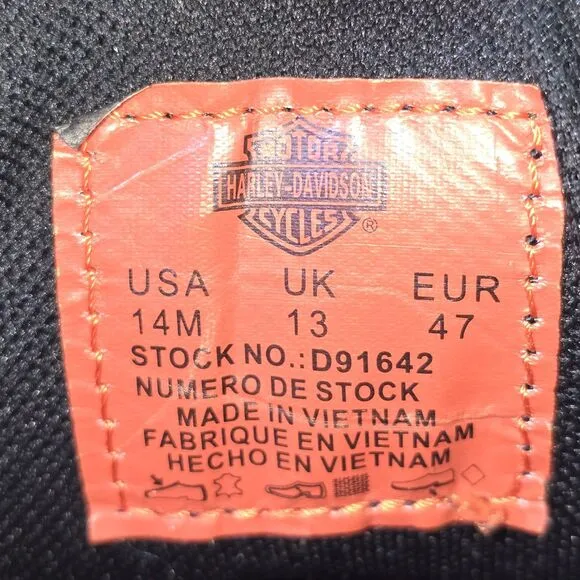 MOTOR
HARLEY-DAVIDSON
CYCLES ®
USA UK EUR
14M 13 47
STOCK NO.:D91642
NUMERO DE STOCK
MADE IN VIETNAM
FABRIQUE EN VIETNAM
HECHO EN VIETNAM